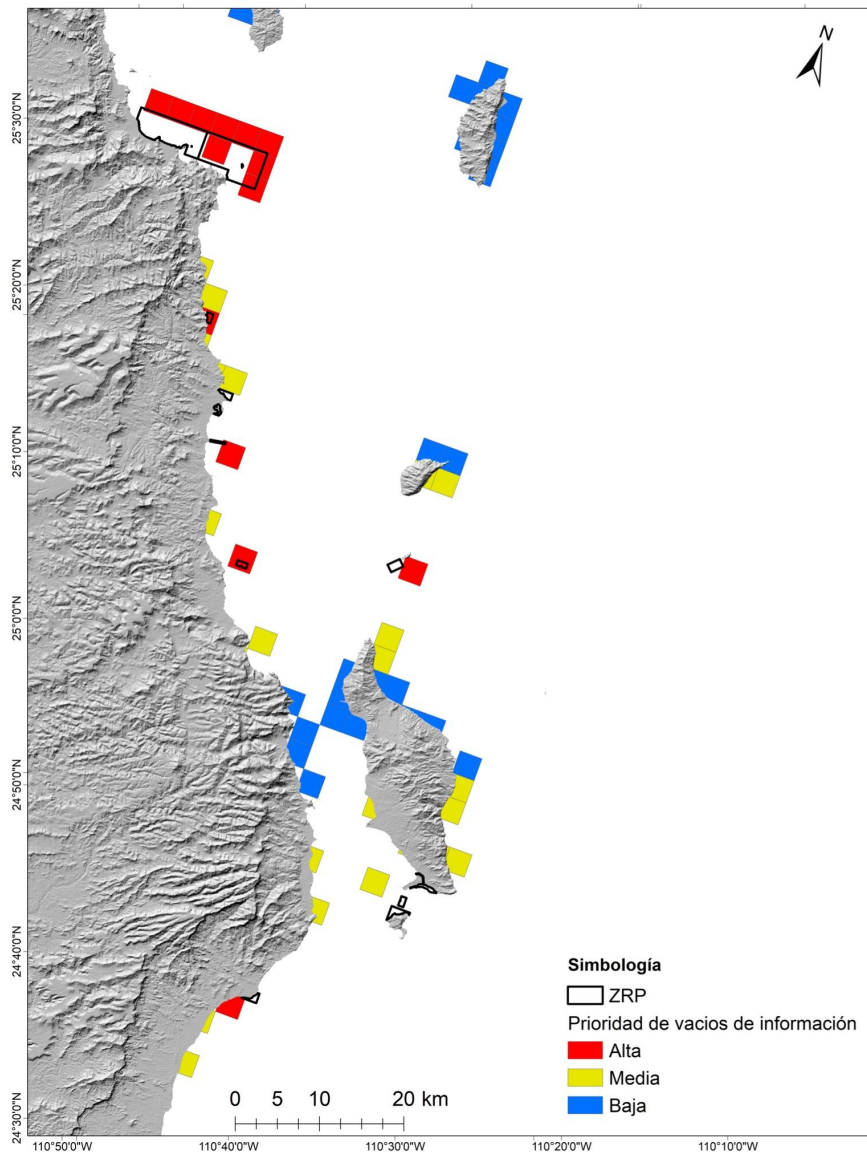 N
25°30'0"N
25°20'0"N
25°10'0"N
25°0'0"N
24°50'0"N
24°40'0"N
24°30'0"N
Simbología
ZRP
Prioridad de vacios de información
Alta
Media
Baja
0 5 10 20 km
110°50'0"W 110°40'0"W 110°30'0"W 110°20'0"W 110°10'0"W